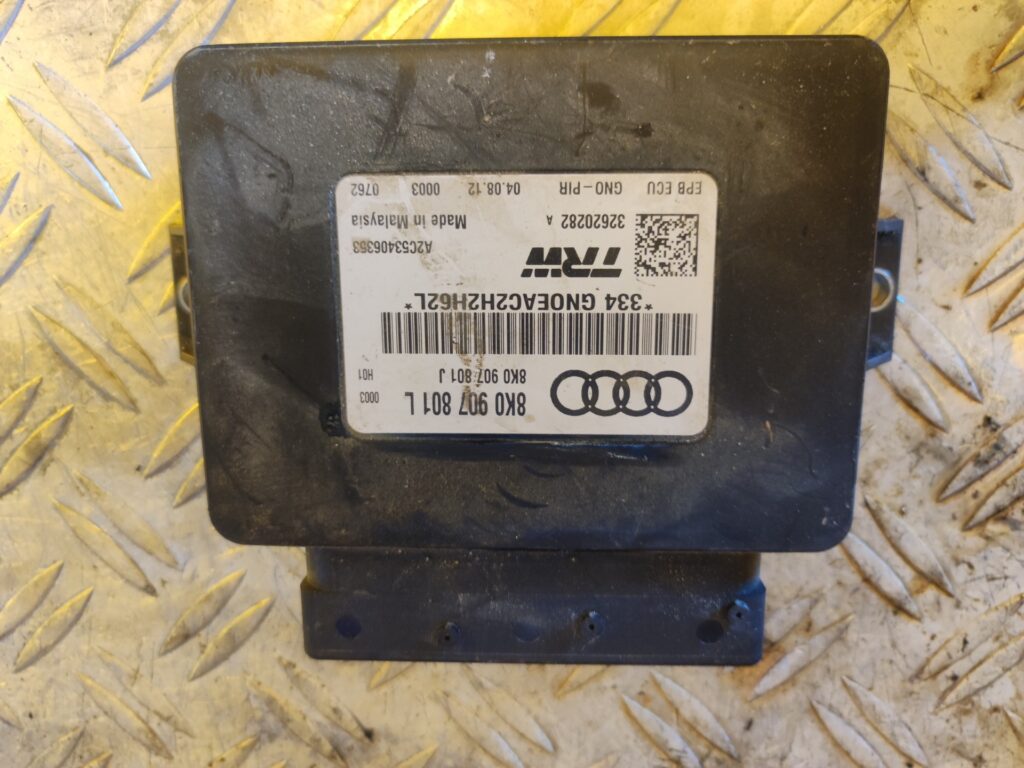 8K0 907 801 L 0003
8K0 907 801 J H01
*334 GNOEAC2H2H62L*
TRW A2C53406353
32620282 A Made in Malaysia
EPB ECU GNO-PIR 04.08.12 0003 0762